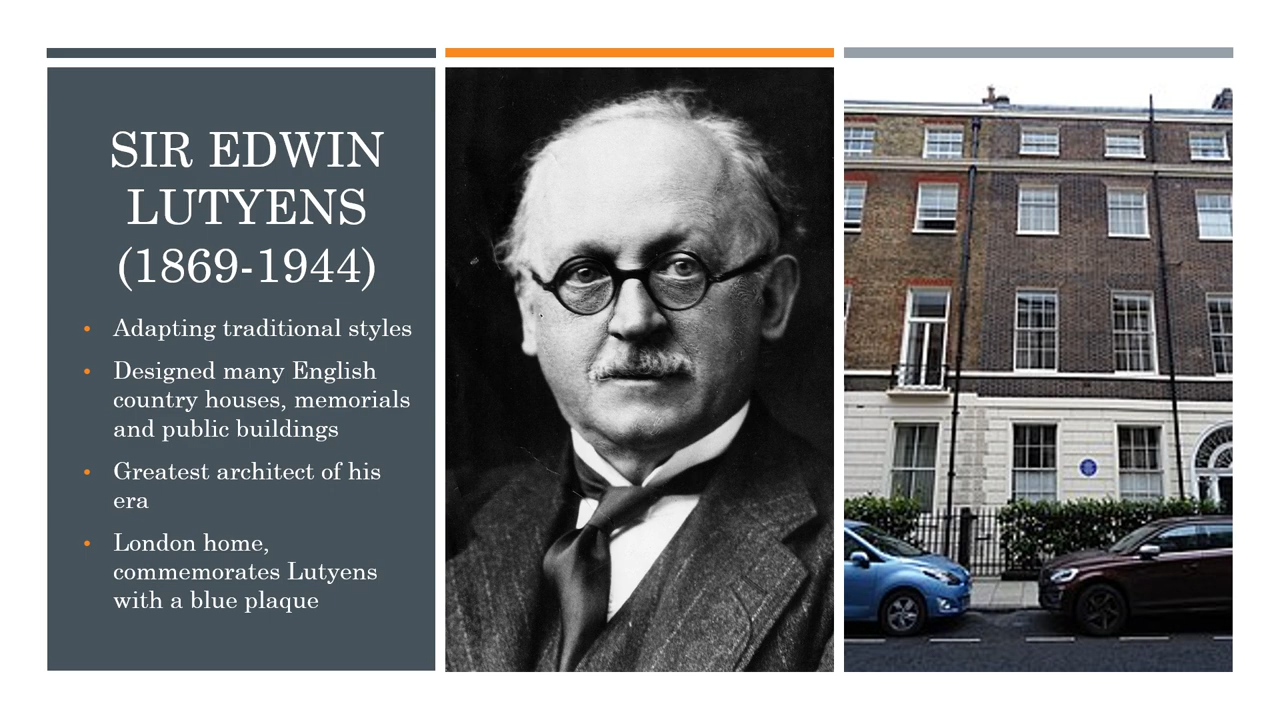 SIR EDWIN
LUTYENS
(1869-1944)
• Adapting traditional styles
• Designed many English
country houses, memorials
and public buildings
• Greatest architect of his
era
• London home,
commemorates Lutyens
with a blue plaque